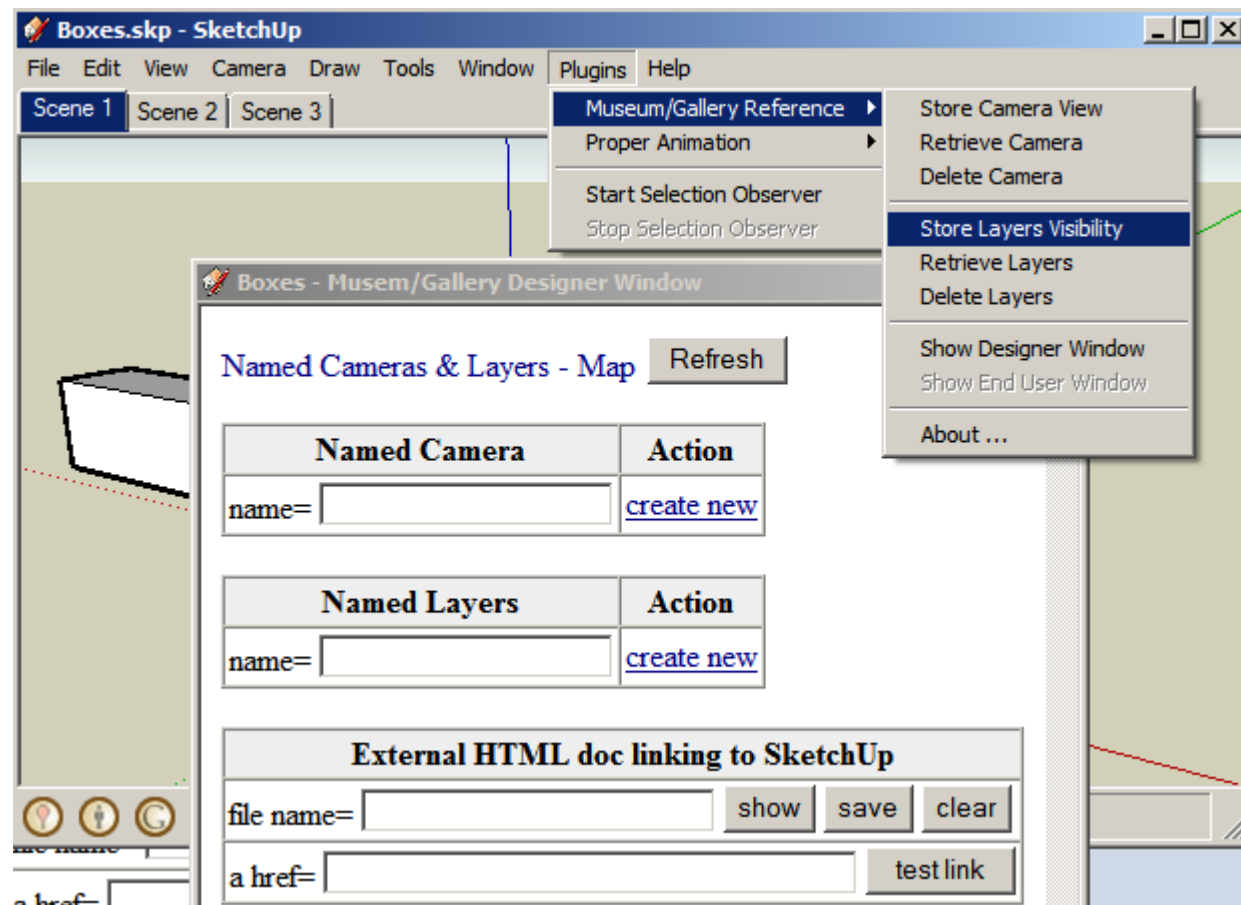 Boxes.skp - SketchUp
File Edit View Camera Draw Tools Window Plugins Help
Scene 1 Scene 2 Scene 3
Museum/Gallery Reference
Proper Animation
Start Selection Observer
Stop Selection Observer
Store Camera View
Retrieve Camera
Delete Camera
Store Layers Visibility
Retrieve Layers
Delete Layers
Show Designer Window
Show End User Window
About ...
Boxes - Musem/Gallery Designer Window
Named Cameras & Layers - Map Refresh
Named Camera Action
name= create new
Named Layers Action
name= create new
External HTML doc linking to SketchUp
file name= show save clear
a href= test link
a href=